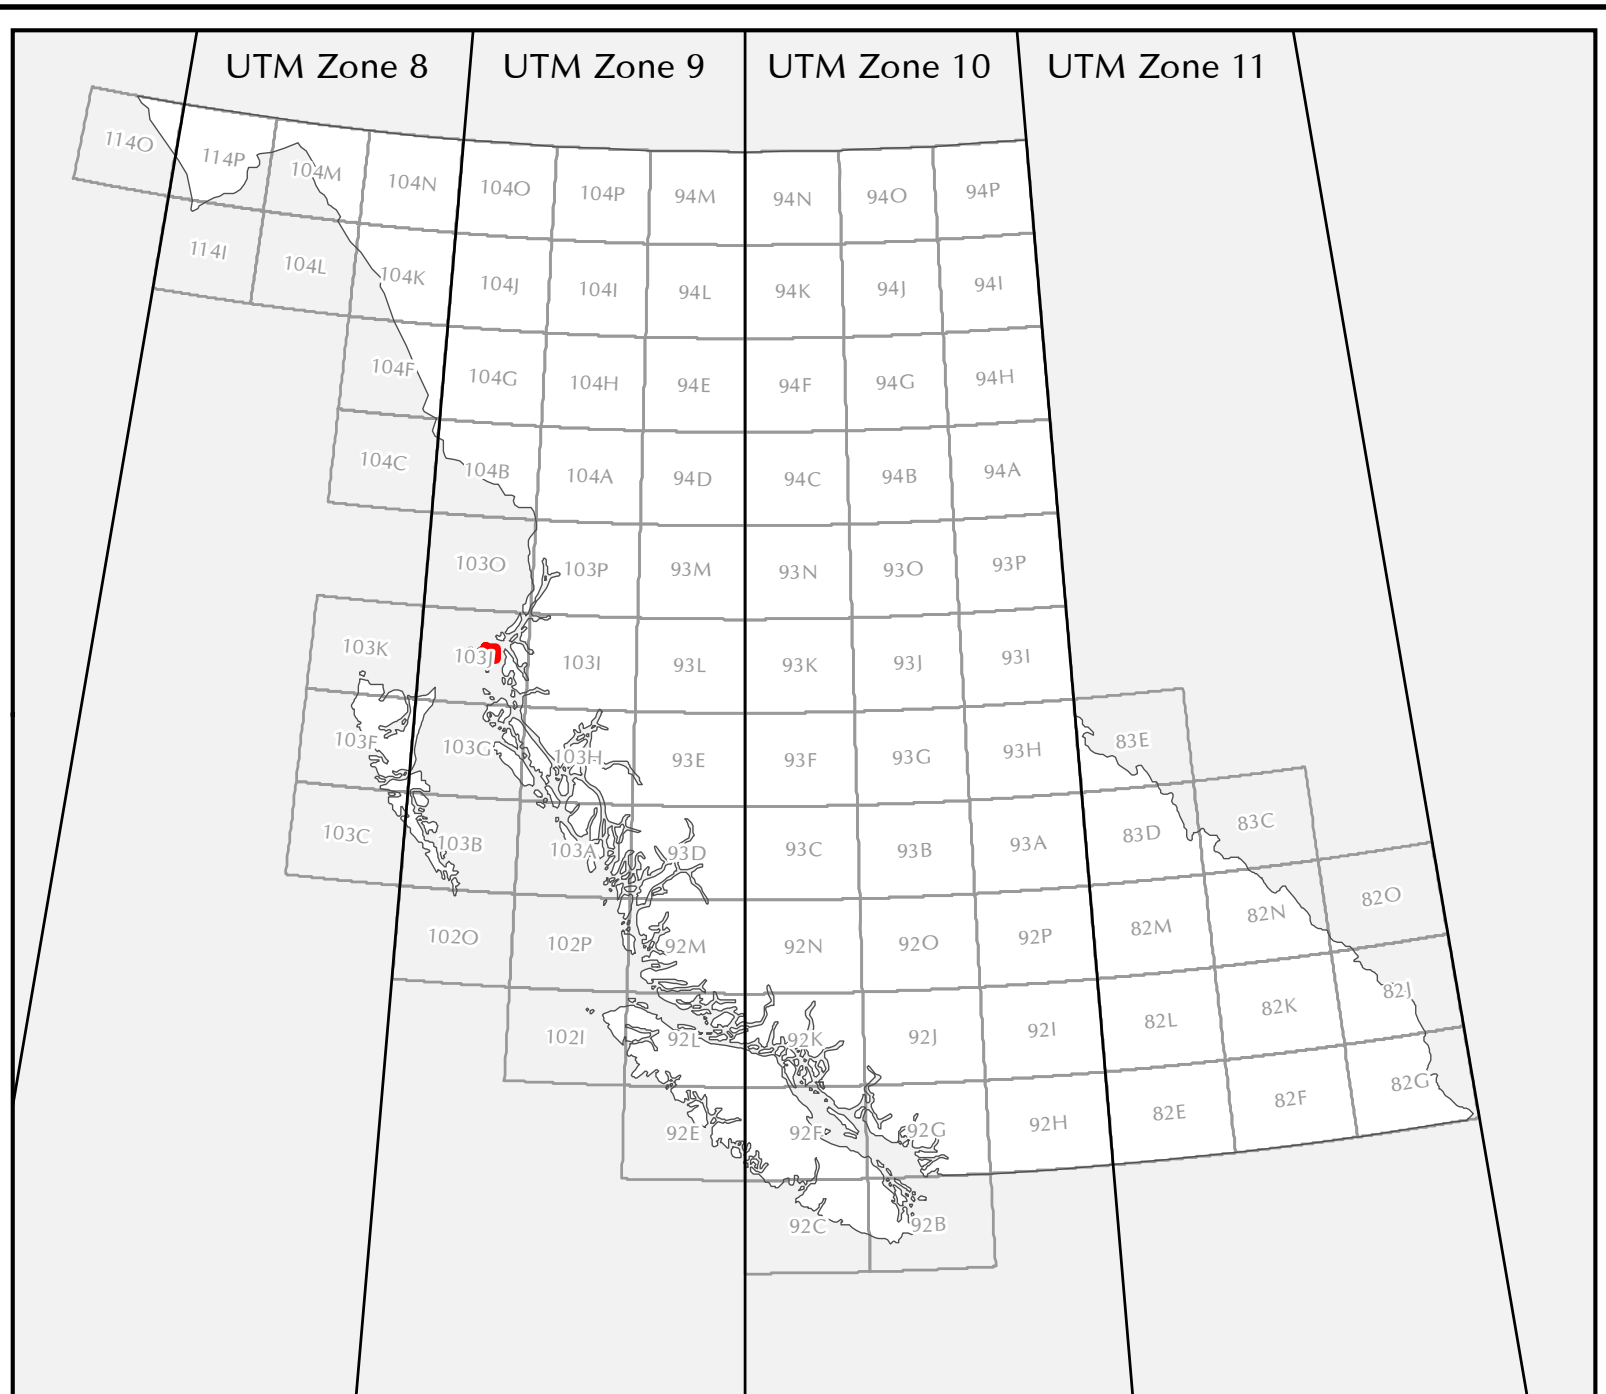 UTM Zone 8 UTM Zone 9 UTM Zone 10 UTM Zone 11
114O 114P 104M 104N 104O 104P 94M 94N 94O 94P
114I 104L 104K 104J 104I 94L 94K 94J 94I
104F 104G 104H 94E 94F 94G 94H
104C 104B 104A 94D 94C 94B 94A
103O 103P 93M 93N 93O 93P
103K 103J 103I 93L 93K 93J 93I
103F 103G 103H 93E 93F 93G 93H 83E
103C 103B 103A 93D 93C 93B 93A 83D 83C
102O 102P 92M 92N 92O 92P 82M 82N 82O
102I 92L 92K 92J 92I 82L 82K 82J
92E 92F 92G 92H 82E 82F 82G
92C 92B